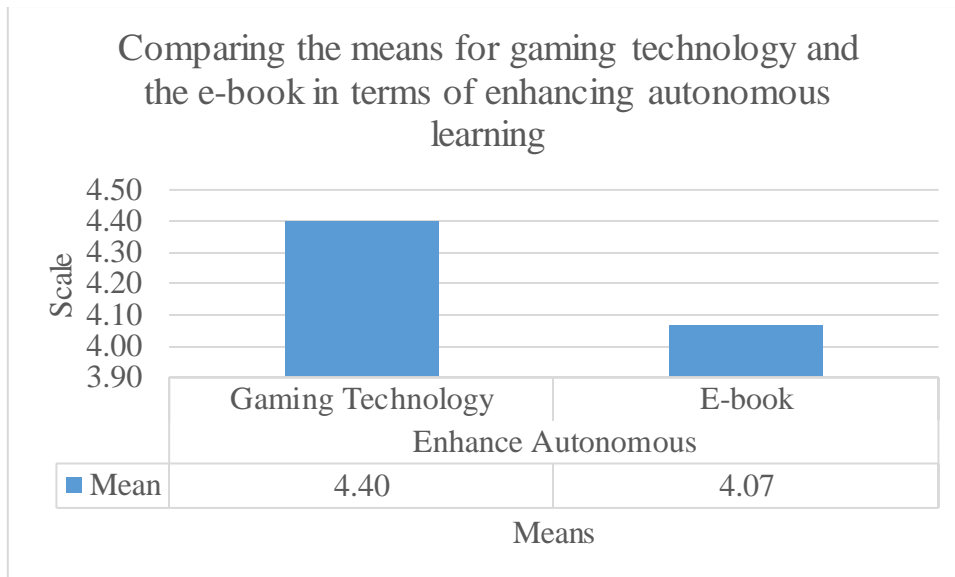 Comparing the means for gaming technology and
the e-book in terms of enhancing autonomous
learning
4.50
4.40
4.30
4.20
4.10
4.00
3.90
Scale
Gaming Technology E-book
Enhance Autonomous
Mean 4.40 4.07
Means